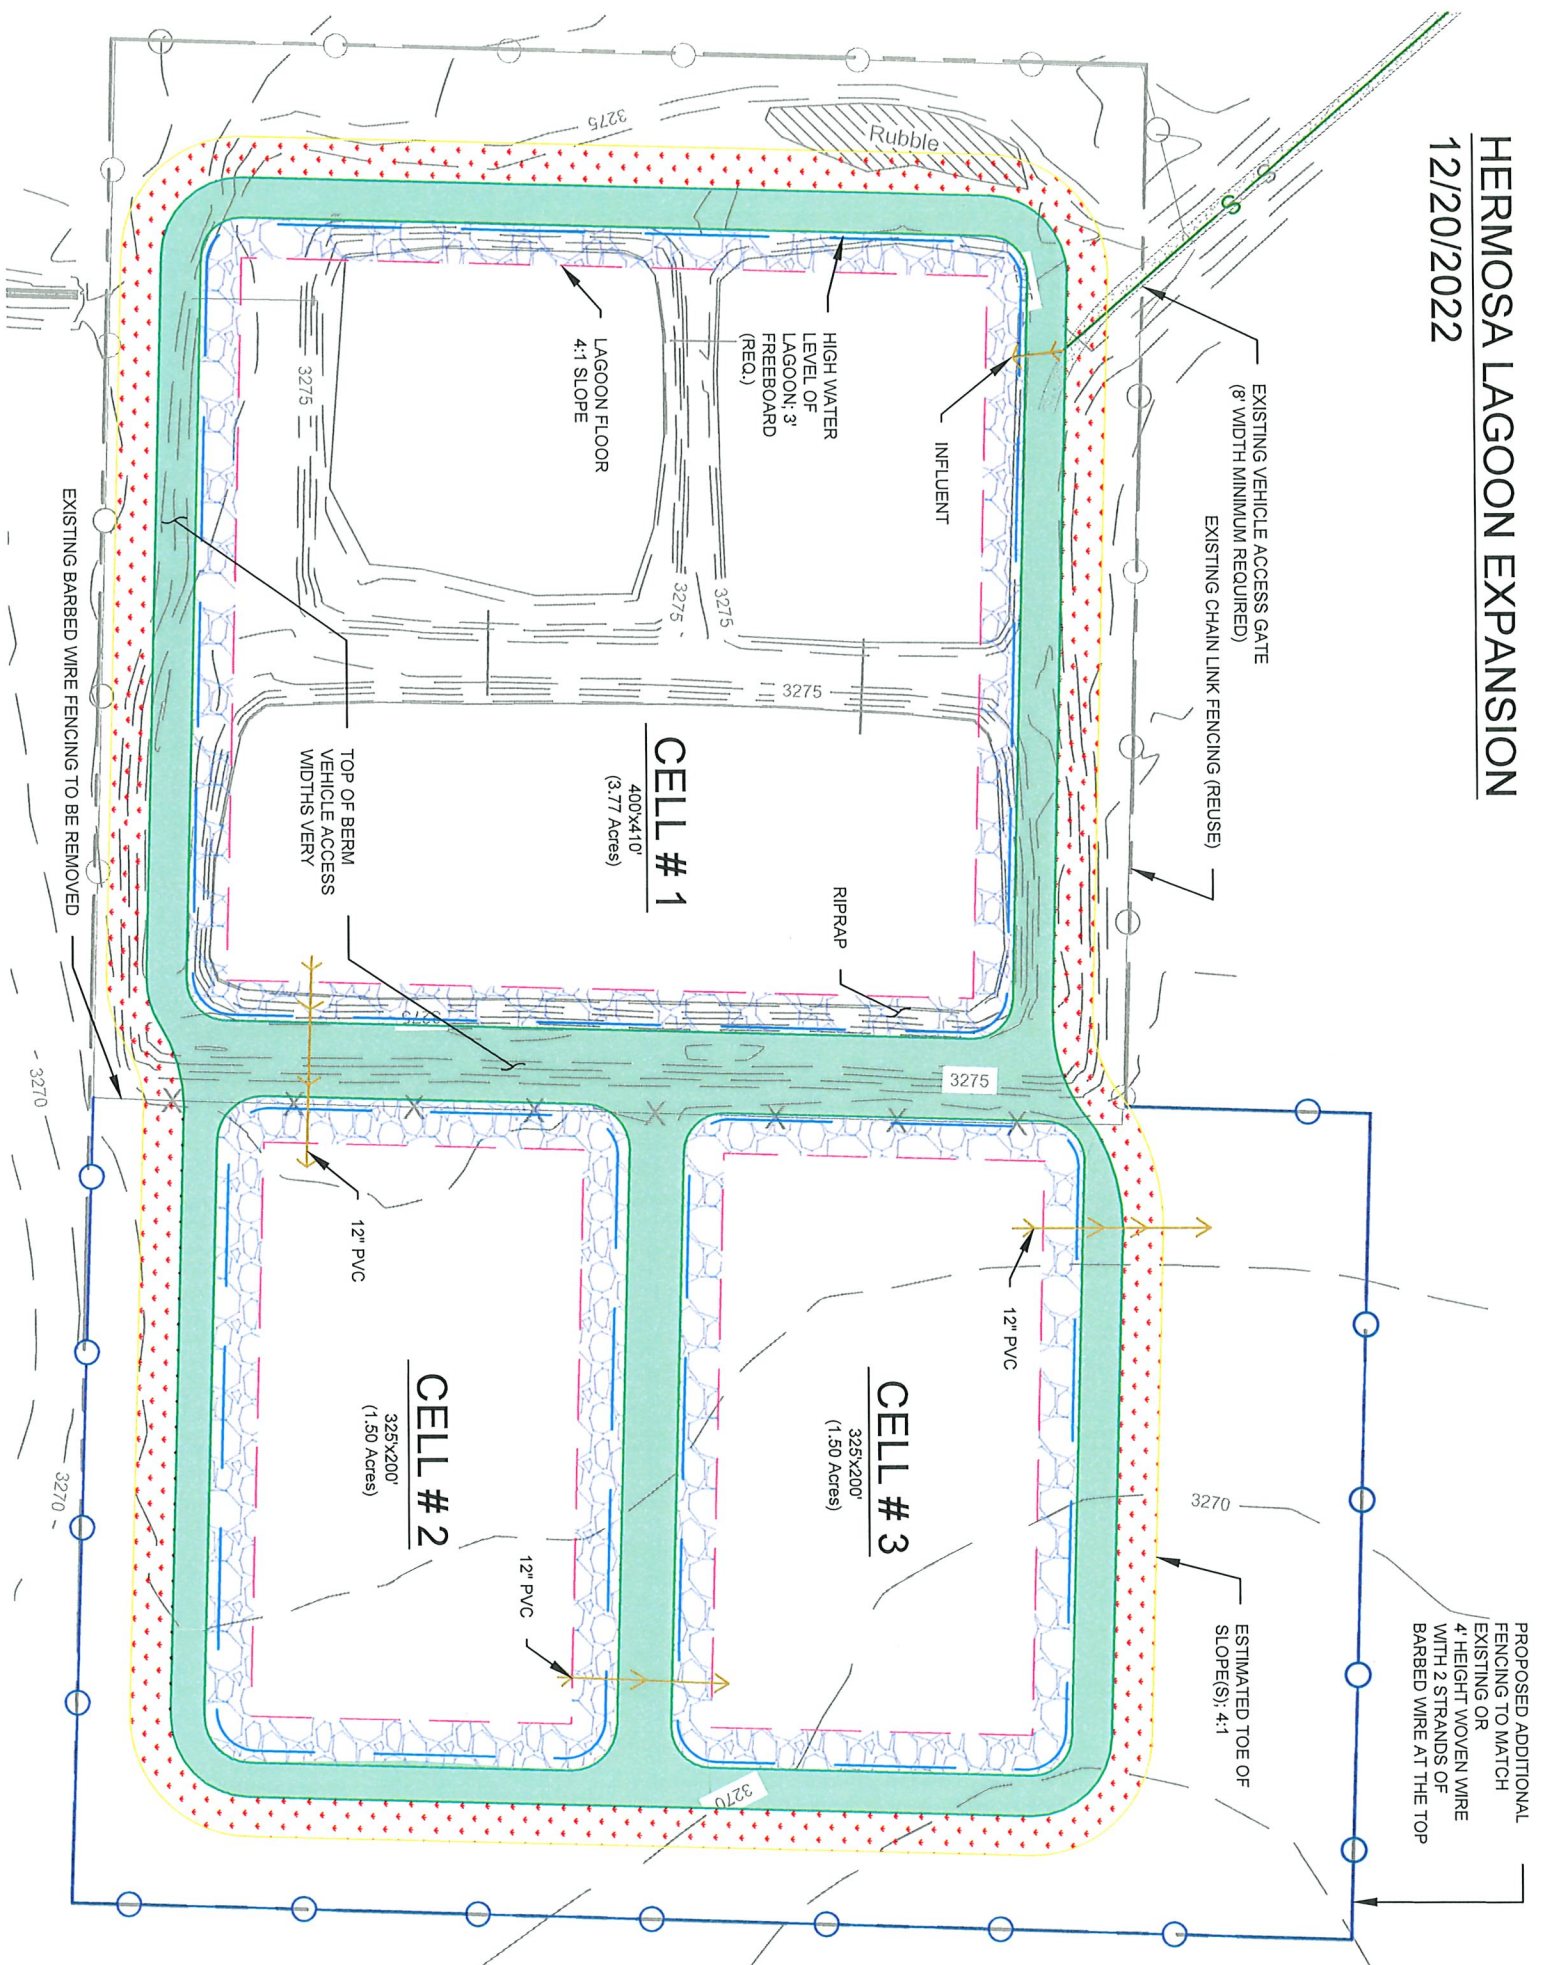 HERMOSA LAGOON EXPANSION
12/20/2022
EXISTING VEHICLE ACCESS GATE
(8' WIDTH MINIMUM REQUIRED)
EXISTING CHAIN LINK FENCING (REUSE)
PROPOSED ADDITIONAL
FENCING TO MATCH
EXISTING OR
4' HEIGHT WOVEN WIRE
WITH 2 STRANDS OF
BARBED WIRE AT THE TOP
ESTIMATED TOE OF
SLOPE(S); 4:1
S
S
3270
INFLUENT
12" PVC
Rubble
HIGH WATER
LEVEL OF
LAGOON; 3'
FREEBOARD
(REQ.)
RIPRAP
3275
CELL # 3
325'x200'
(1.50 Acres)
3275
3275
3275
3275
3270
LAGOON FLOOR
4:1 SLOPE
CELL # 1
400'x410'
(3.77 Acres)
12" PVC
3275
CELL # 2
325'x200'
(1.50 Acres)
3275
TOP OF BERM
VEHICLE ACCESS
WIDTHS VERY
12" PVC
EXISTING BARBED WIRE FENCING TO BE REMOVED
3270
3270